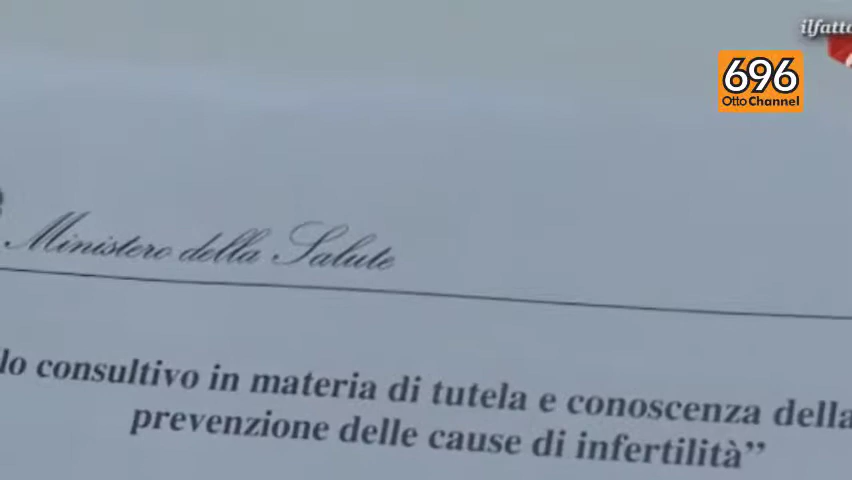 ilfatto
696
Otto Channel
Ministero della Salute
lo consultivo in materia di tutela e conoscenza della
prevenzione delle cause di infertilità”